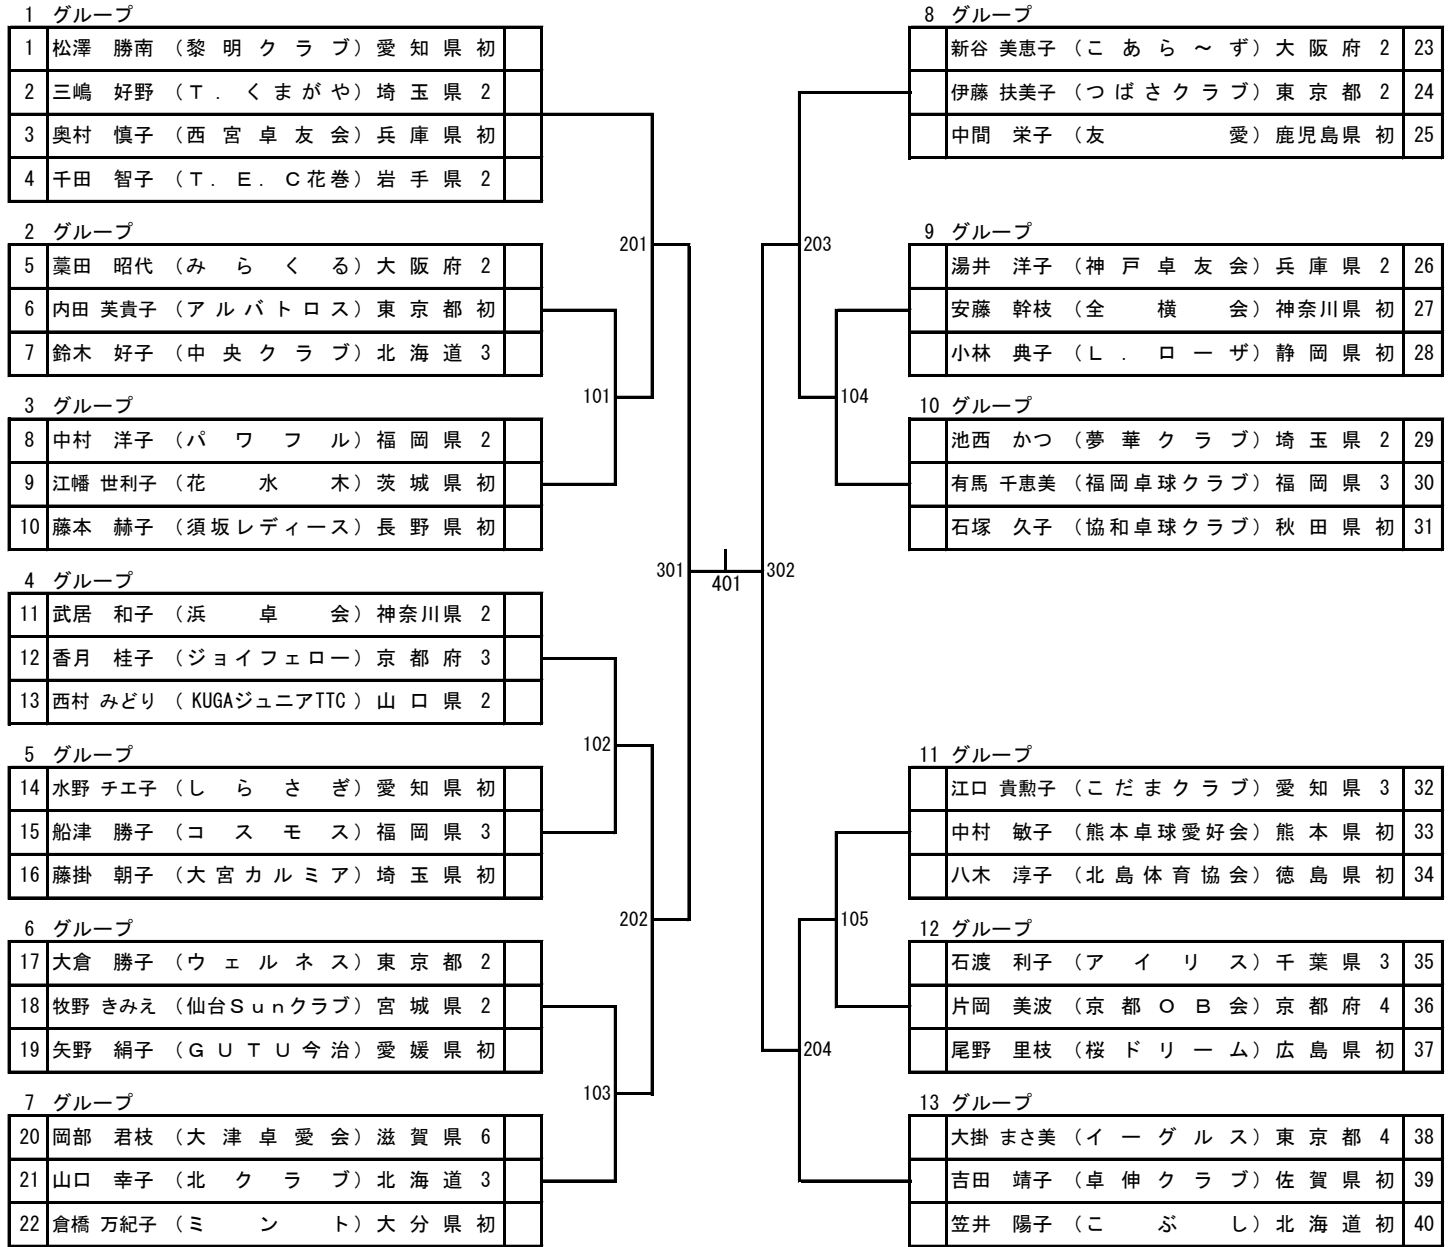 1 グループ
1 松澤 勝南 (黎明クラブ) 愛知県 初
2 三嶋 好野 (T.くまがや) 埼玉県 2
3 奥村 慎子 (西宮卓友会) 兵庫県 初
4 千田 智子 (T.E.C花巻) 岩手県 2
2 グループ
5 藁田 昭代 (みらくる) 大阪府 2
6 内田 芙貴子 (アルバトロス) 東京都 初
7 鈴木 好子 (中央クラブ) 北海道 3
3 グループ
8 中村 洋子 (パワフル) 福岡県 2
9 江幡 世利子 (花水木) 茨城県 初
10 藤本 赫子 (須坂レディース) 長野県 初
4 グループ
11 武居 和子 (浜卓会) 神奈川県 2
12 香月 桂子 (ジョイフェロー) 京都府 3
13 西村 みどり (KUGAジュニアTTC) 山口県 2
5 グループ
14 水野 チエ子 (しらさぎ) 愛知県 初
15 船津 勝子 (コスモス) 福岡県 3
16 藤掛 朝子 (大宮カルミア) 埼玉県 初
6 グループ
17 大倉 勝子 (ウェルネス) 東京都 2
18 牧野 きみえ (仙台Sunクラブ) 宮城県 2
19 矢野 絹子 (GUTU今治) 愛媛県 初
7 グループ
20 岡部 君枝 (大津卓愛会) 滋賀県 6
21 山口 幸子 (北クラブ) 北海道 3
22 倉橋 万紀子 (ミント) 大分県 初
201
101
102
202
103
301
401
302
203
104
105
204
8 グループ
新谷 美恵子 (こあら~ず) 大阪府 2 23
伊藤 扶美子 (つばさクラブ) 東京都 2 24
中間 栄子 (友愛) 鹿児島県 初 25
9 グループ
湯井 洋子 (神戸卓友会) 兵庫県 2 26
安藤 幹枝 (全横会) 神奈川県 初 27
小林 典子 (L.ローザ) 静岡県 初 28
10 グループ
池西 かつ (夢華クラブ) 埼玉県 2 29
有馬 千恵美 (福岡卓球クラブ) 福岡県 3 30
石塚 久子 (協和卓球クラブ) 秋田県 初 31
11 グループ
江口 貴勲子 (こだまクラブ) 愛知県 3 32
中村 敏子 (熊本卓球愛好会) 熊本県 初 33
八木 淳子 (北島体育協会) 徳島県 初 34
12 グループ
石渡 利子 (アイリス) 千葉県 3 35
片岡 美波 (京都OB会) 京都府 4 36
尾野 里枝 (桜ドリーム) 広島県 初 37
13 グループ
大掛 まさ美 (イーグルス) 東京都 4 38
吉田 靖子 (卓伸クラブ) 佐賀県 初 39
笠井 陽子 (こぶし) 北海道 初 40